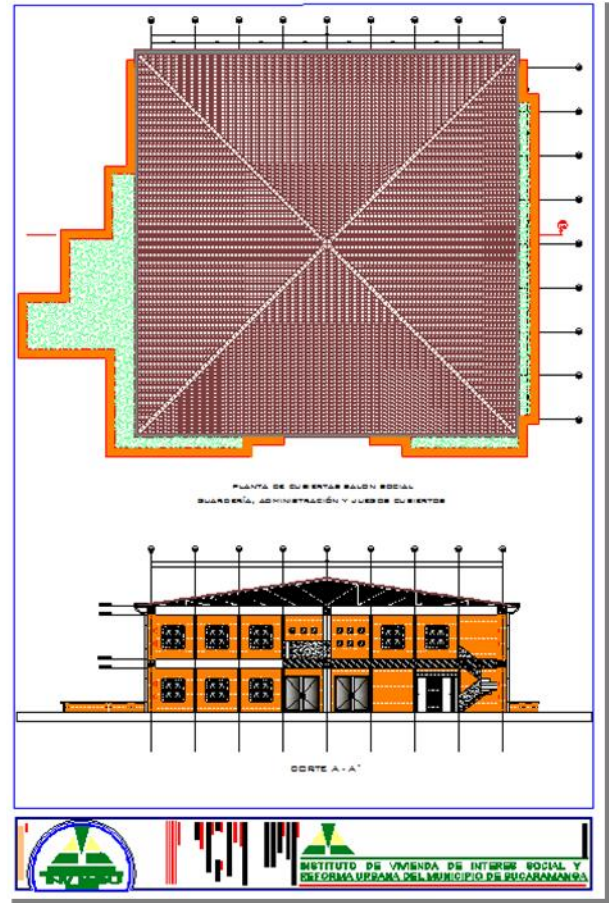 PLANTA DE CUBIERTAS SALON SOCIAL
GUARDERÍA, ADMINISTRACIÓN Y JUEGOS CUBIERTOS
CORTE A - A'
INSTITUTO DE VIVIENDA DE INTERES SOCIAL Y
REFORMA URBANA DEL MUNICIPIO DE BUCARAMANGA